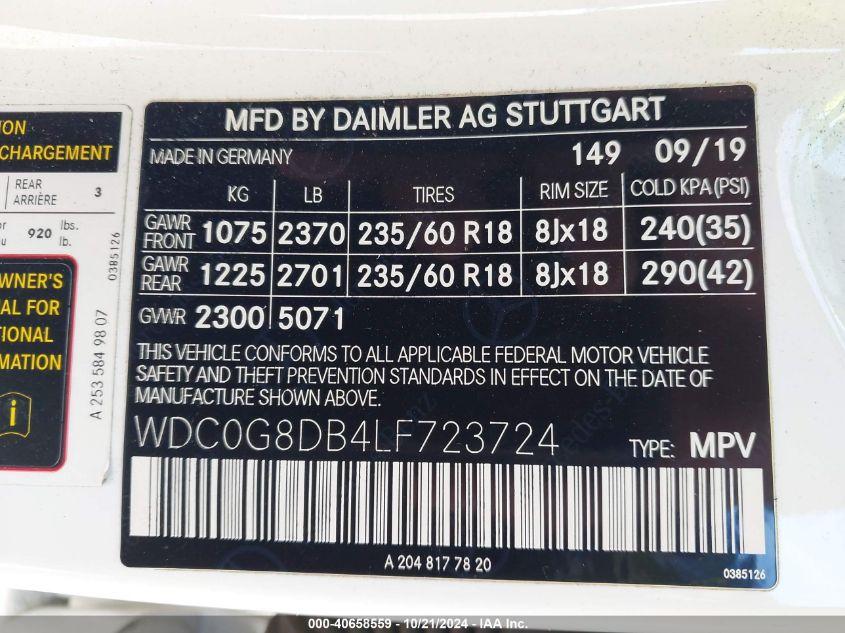 ION
CHARGEMENT
REAR
ARRIÈRE
3
or
u
920 lbs.
lb.
WNER'S
AL FOR
TIONAL
RMATION
i
0385126
A 253 584 98 07
MFD BY DAIMLER AG STUTTGART
MADE IN GERMANY 149 09/19
KG LB TIRES RIM SIZE COLD KPA(PSI)
GAWR FRONT 1075 2370 235/60 R18 8Jx18 240(35)
GAWR REAR 1225 2701 235/60 R18 8Jx18 290(42)
GVWR 2300 5071
THIS VEHICLE CONFORMS TO ALL APPLICABLE FEDERAL MOTOR VEHICLE
SAFETY AND THEFT PREVENTION STANDARDS IN EFFECT ON THE DATE OF
MANUFACTURE SHOWN ABOVE.
WDC0G8DB4LF723724 TYPE: MPV
A 204 817 78 20
0385126
000-40658559 - 10/21/2024 - IAA Inc.